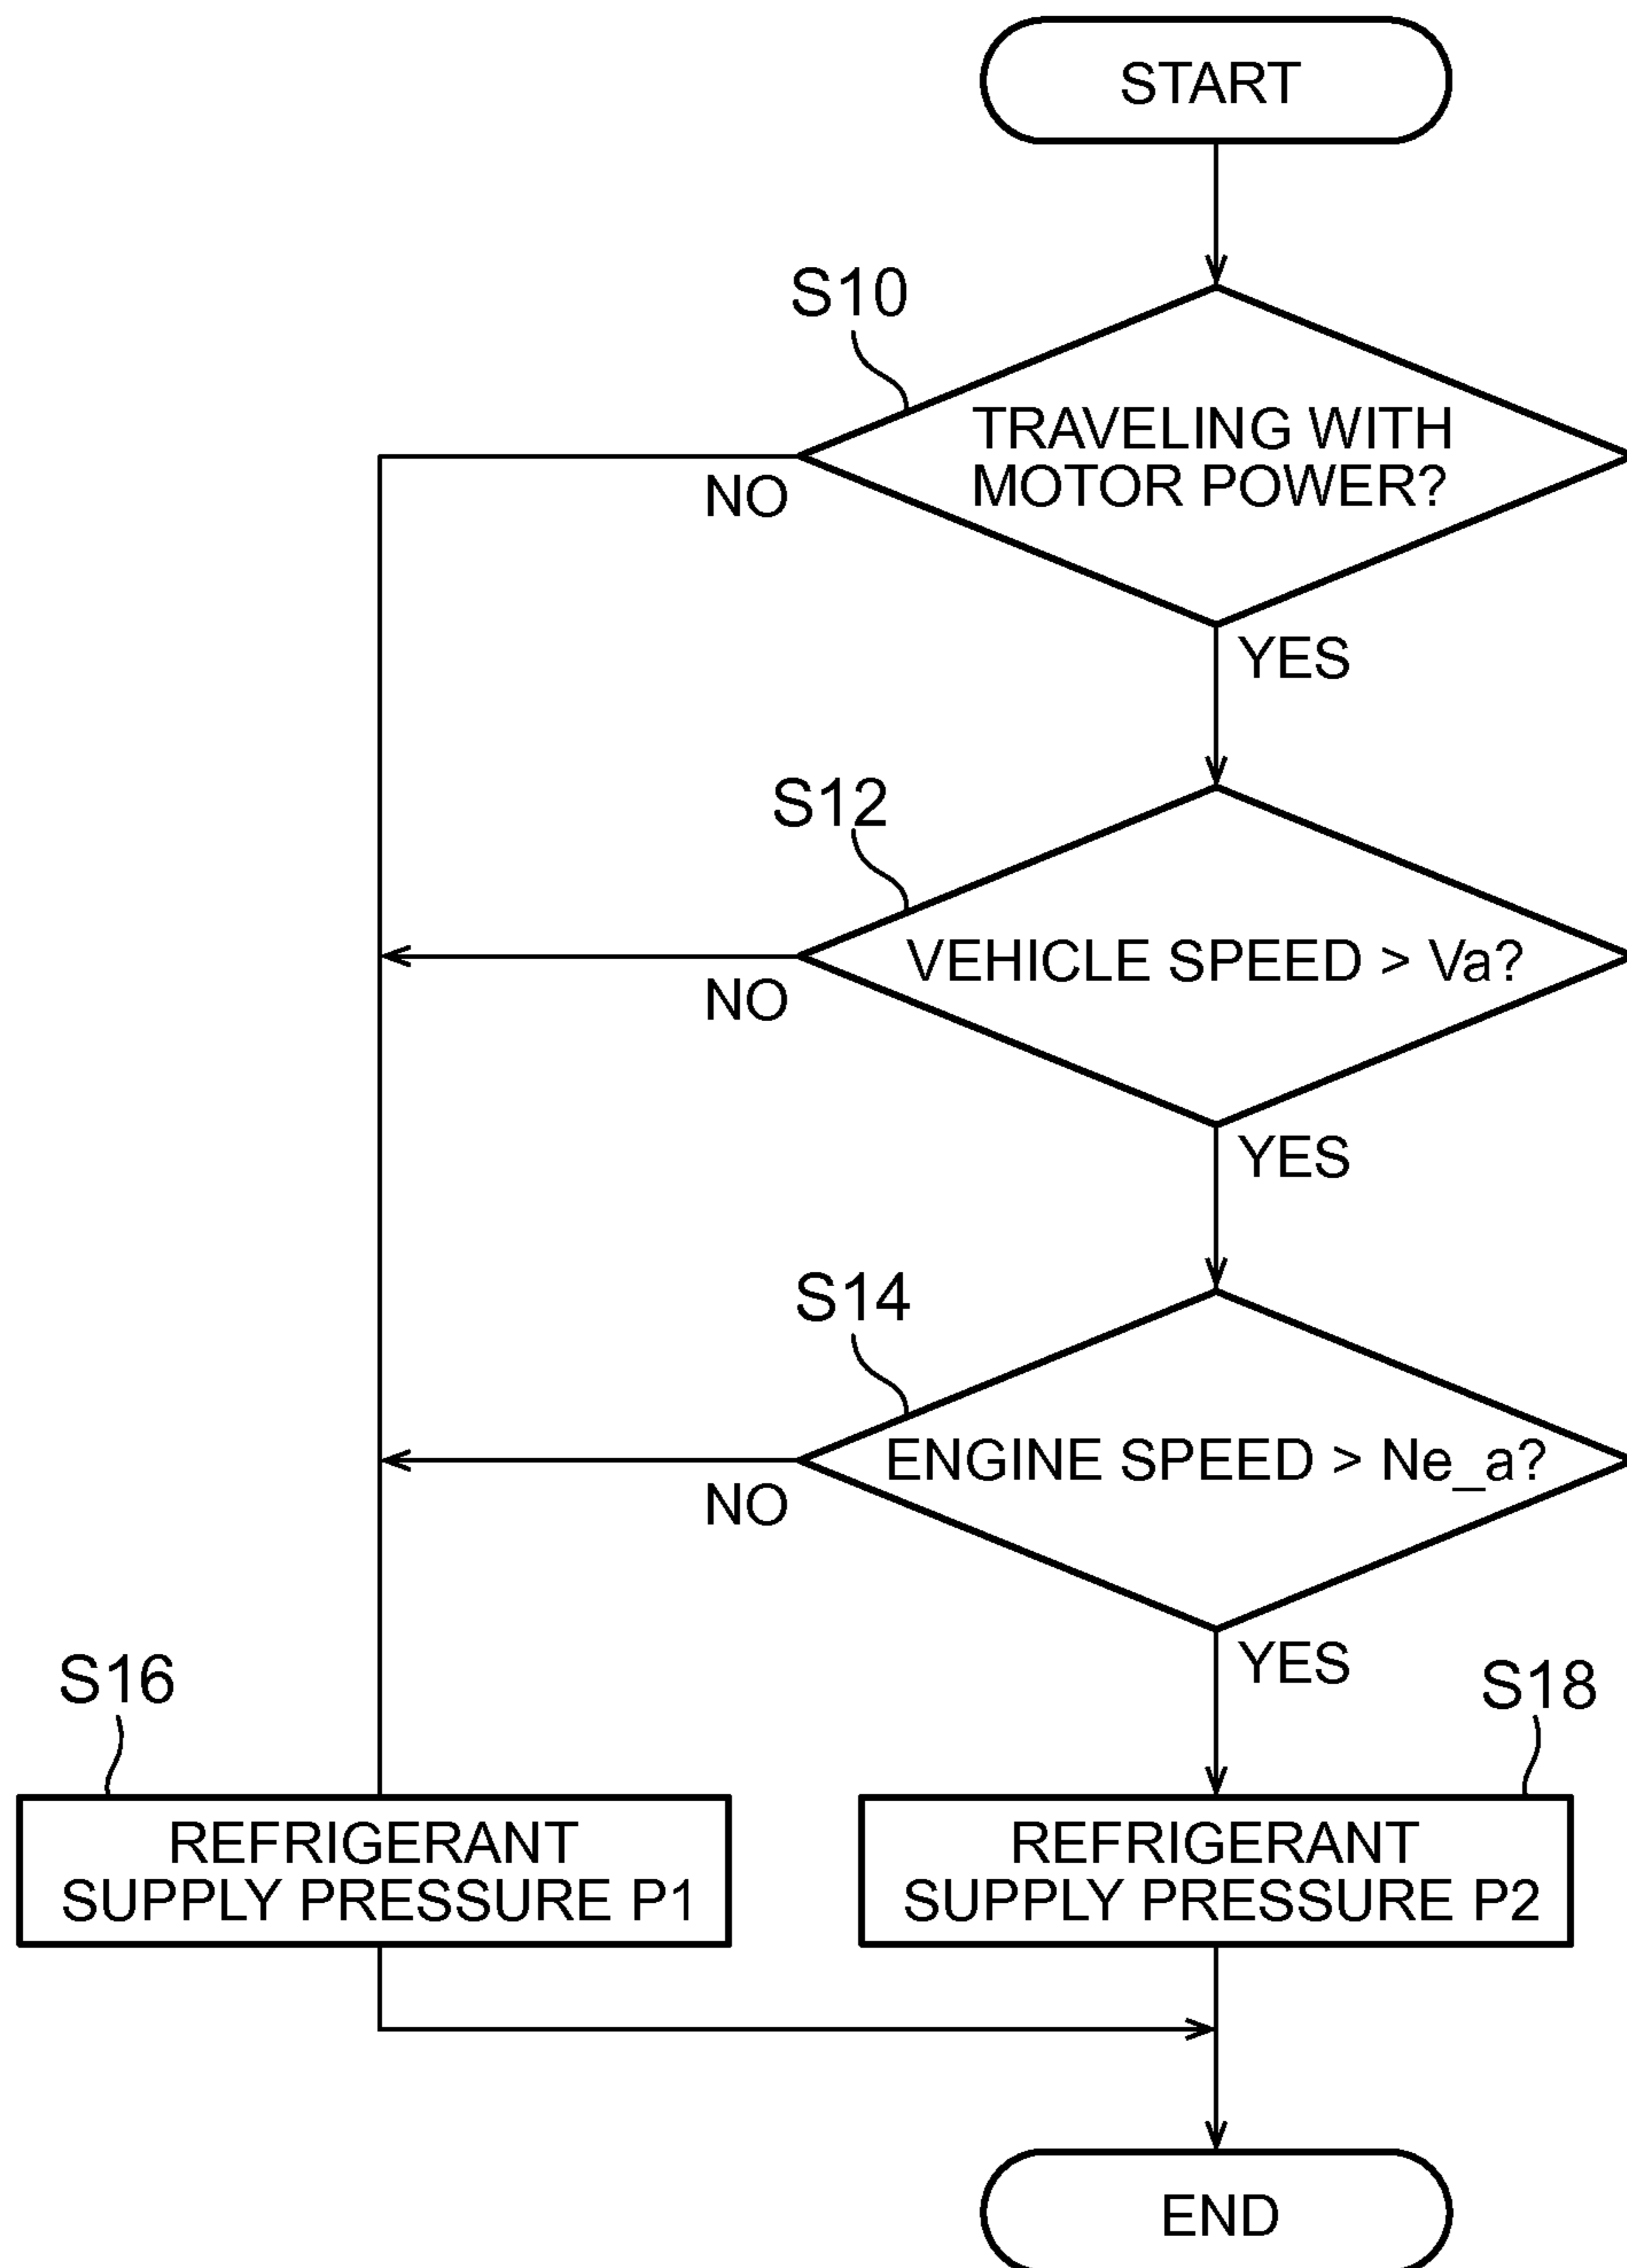 START
S10
TRAVELING WITH
MOTOR POWER?
NO
YES
S12
VEHICLE SPEED > Va?
NO
YES
S14
ENGINE SPEED > Ne_a?
NO
YES
S16
S18
REFRIGERANT
SUPPLY PRESSURE P1
REFRIGERANT
SUPPLY PRESSURE P2
END